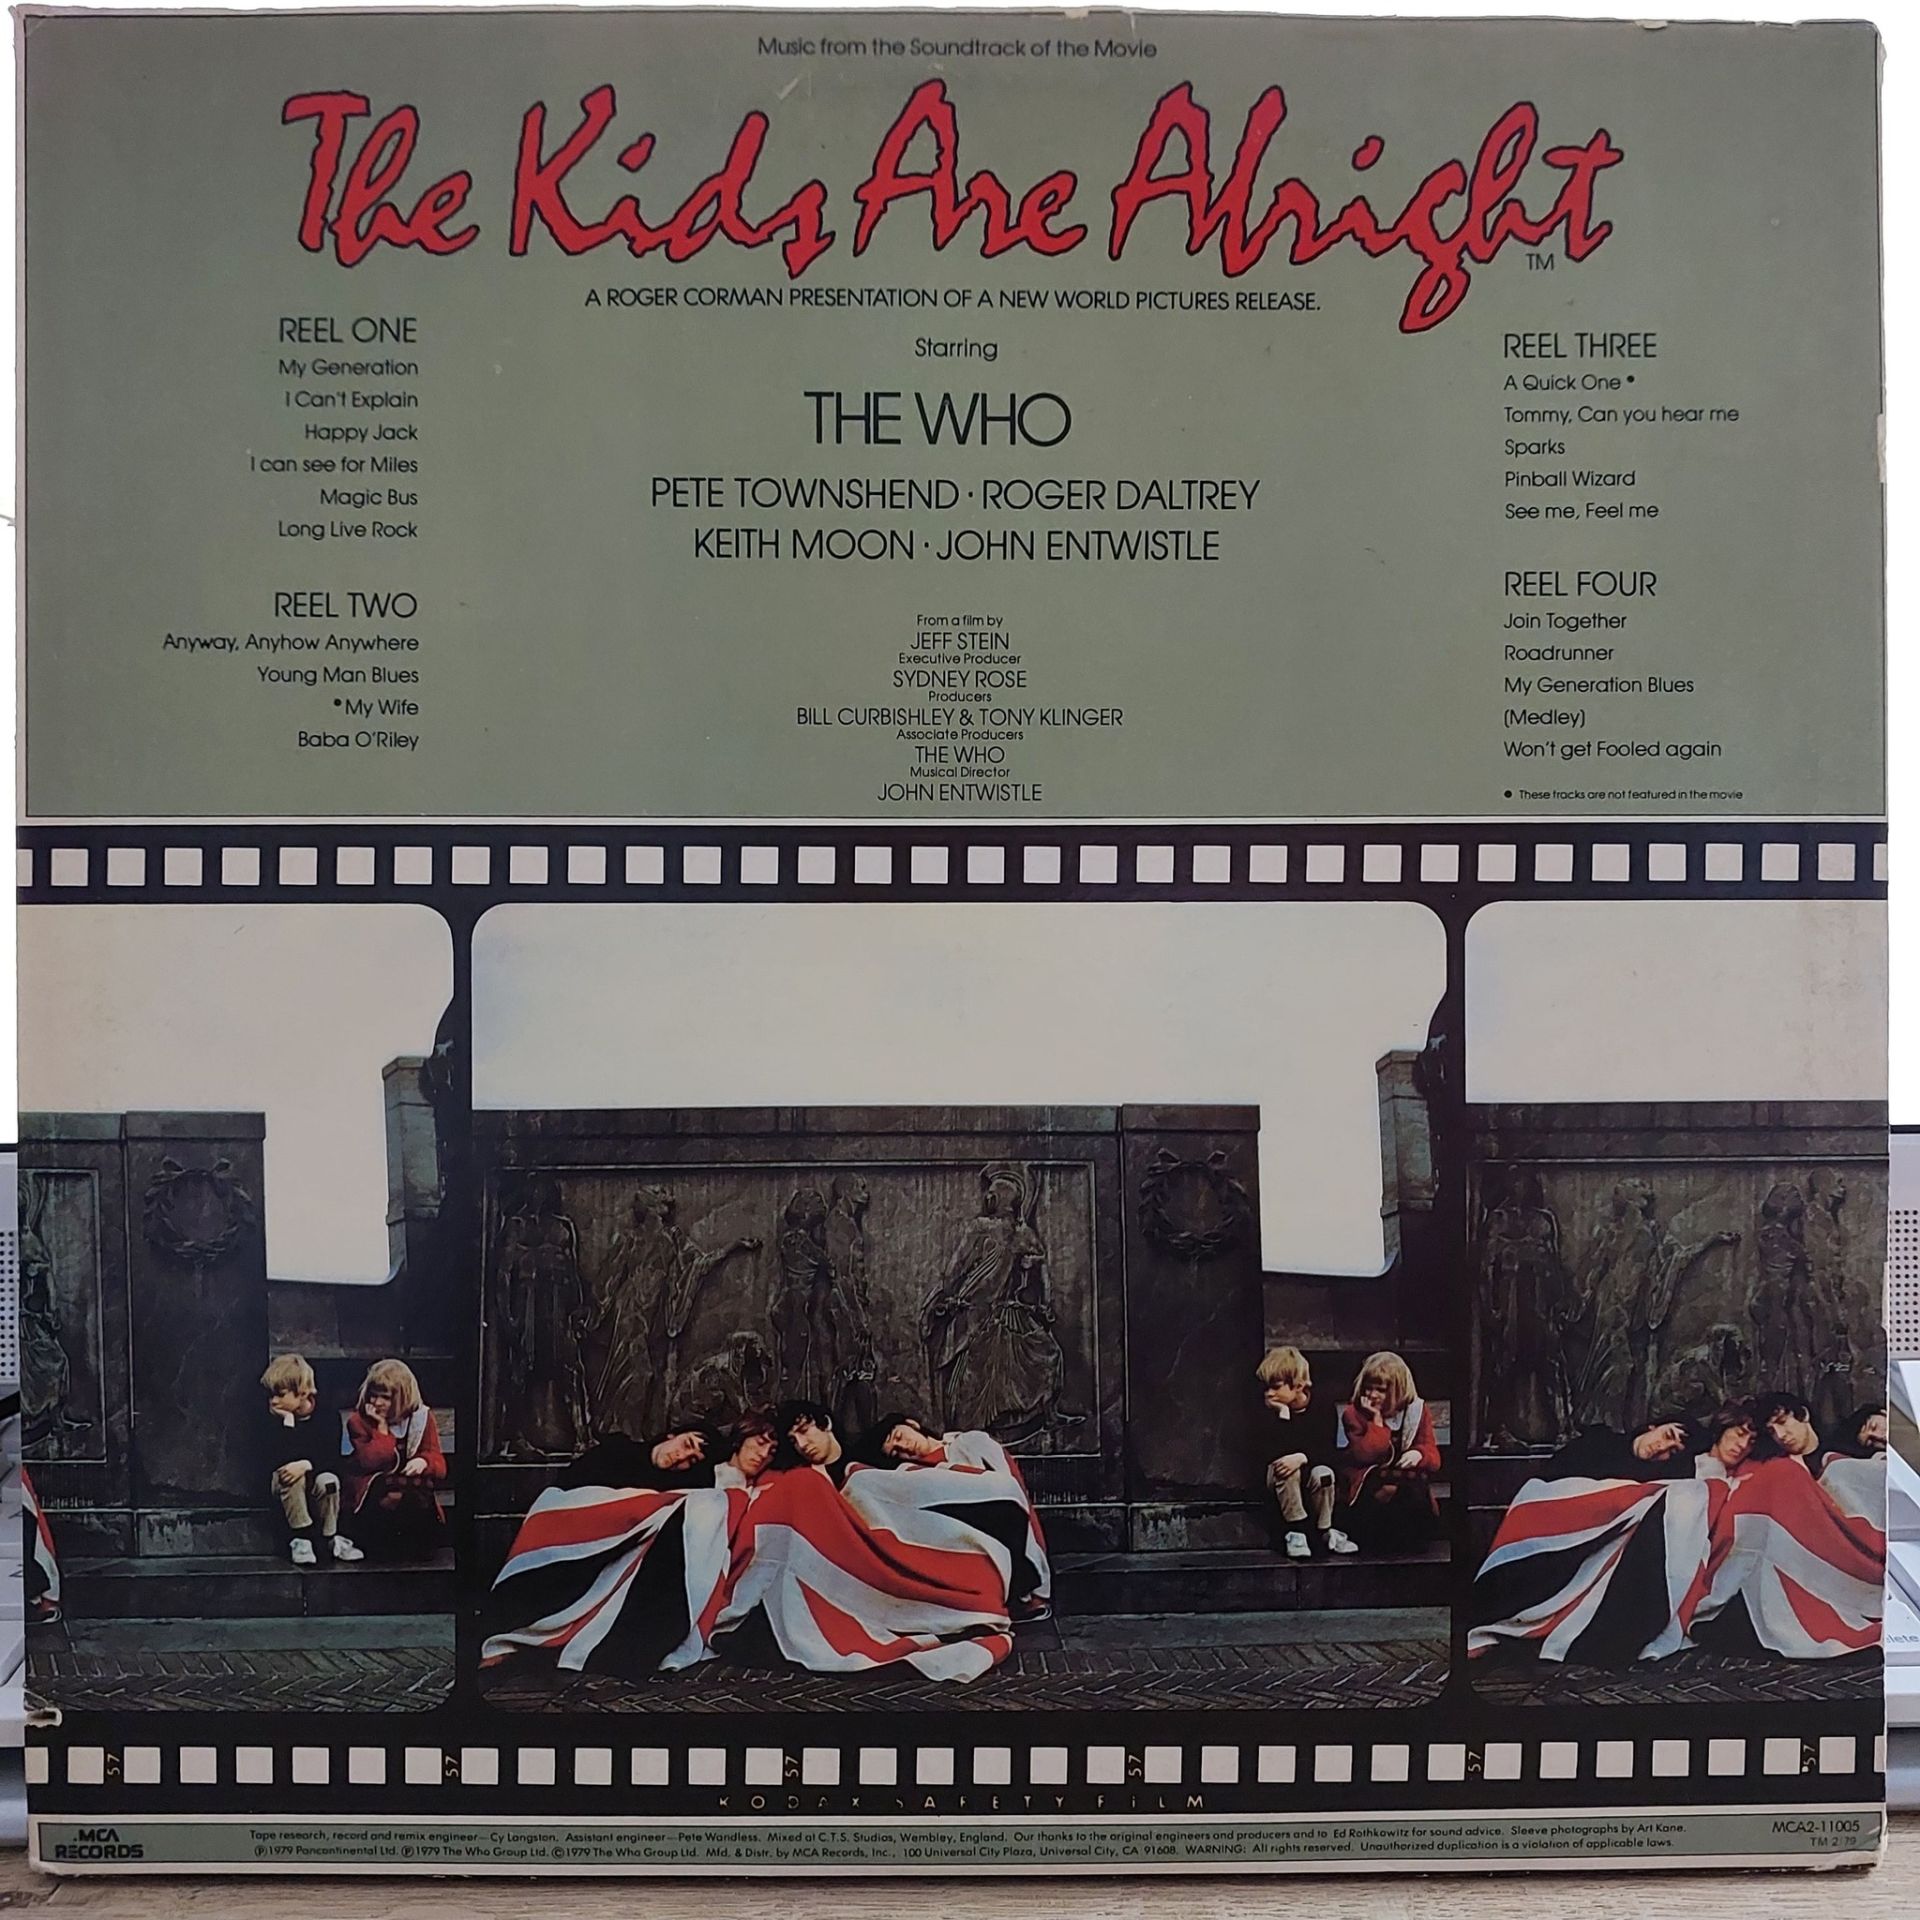 Music from the Soundtrack of the Movie
The Kids Are Alright
TM
A ROGER CORMAN PRESENTATION OF A NEW WORLD PICTURES RELEASE.
REEL ONE
My Generation
I Can't Explain
Happy Jack
I can see for Miles
Magic Bus
Long Live Rock
REEL TWO
Anyway, Anyhow Anywhere
Young Man Blues
• My Wife
Baba O'Riley
Starring
THE WHO
PETE TOWNSHEND · ROGER DALTREY
KEITH MOON · JOHN ENTWISTLE
From a film by
JEFF STEIN
Executive Producer
SYDNEY ROSE
Producers
BILL CURBISHLEY & TONY KLINGER
Associate Producers
THE WHO
Musical Director
JOHN ENTWISTLE
REEL THREE
A Quick One •
Tommy, Can you hear me
Sparks
Pinball Wizard
See me, Feel me
REEL FOUR
Join Together
Roadrunner
My Generation Blues
(Medley)
Won't get Fooled again
• These tracks are not featured in the movie
57 57 57 57 57 57
KODAK SAFETY FILM
MCA
RECORDS
Tape research, record and remix engineer—Cy Langston. Assistant engineer—Pete Wandless. Mixed at C.T.S. Studios, Wembley, England. Our thanks to the original engineers and producers and to Ed Rothkowitz for sound advice. Sleeve photographs by Art Kane.
℗1979 Pancontinental Ltd. ℗1979 The Who Group Ltd. ©1979 The Who Group Ltd. Mfd. & Distr. by MCA Records, Inc., 100 Universal City Plaza, Universal City, CA 91608. WARNING: All rights reserved. Unauthorized duplication is a violation of applicable laws.
MCA2-11005
TM 2/79